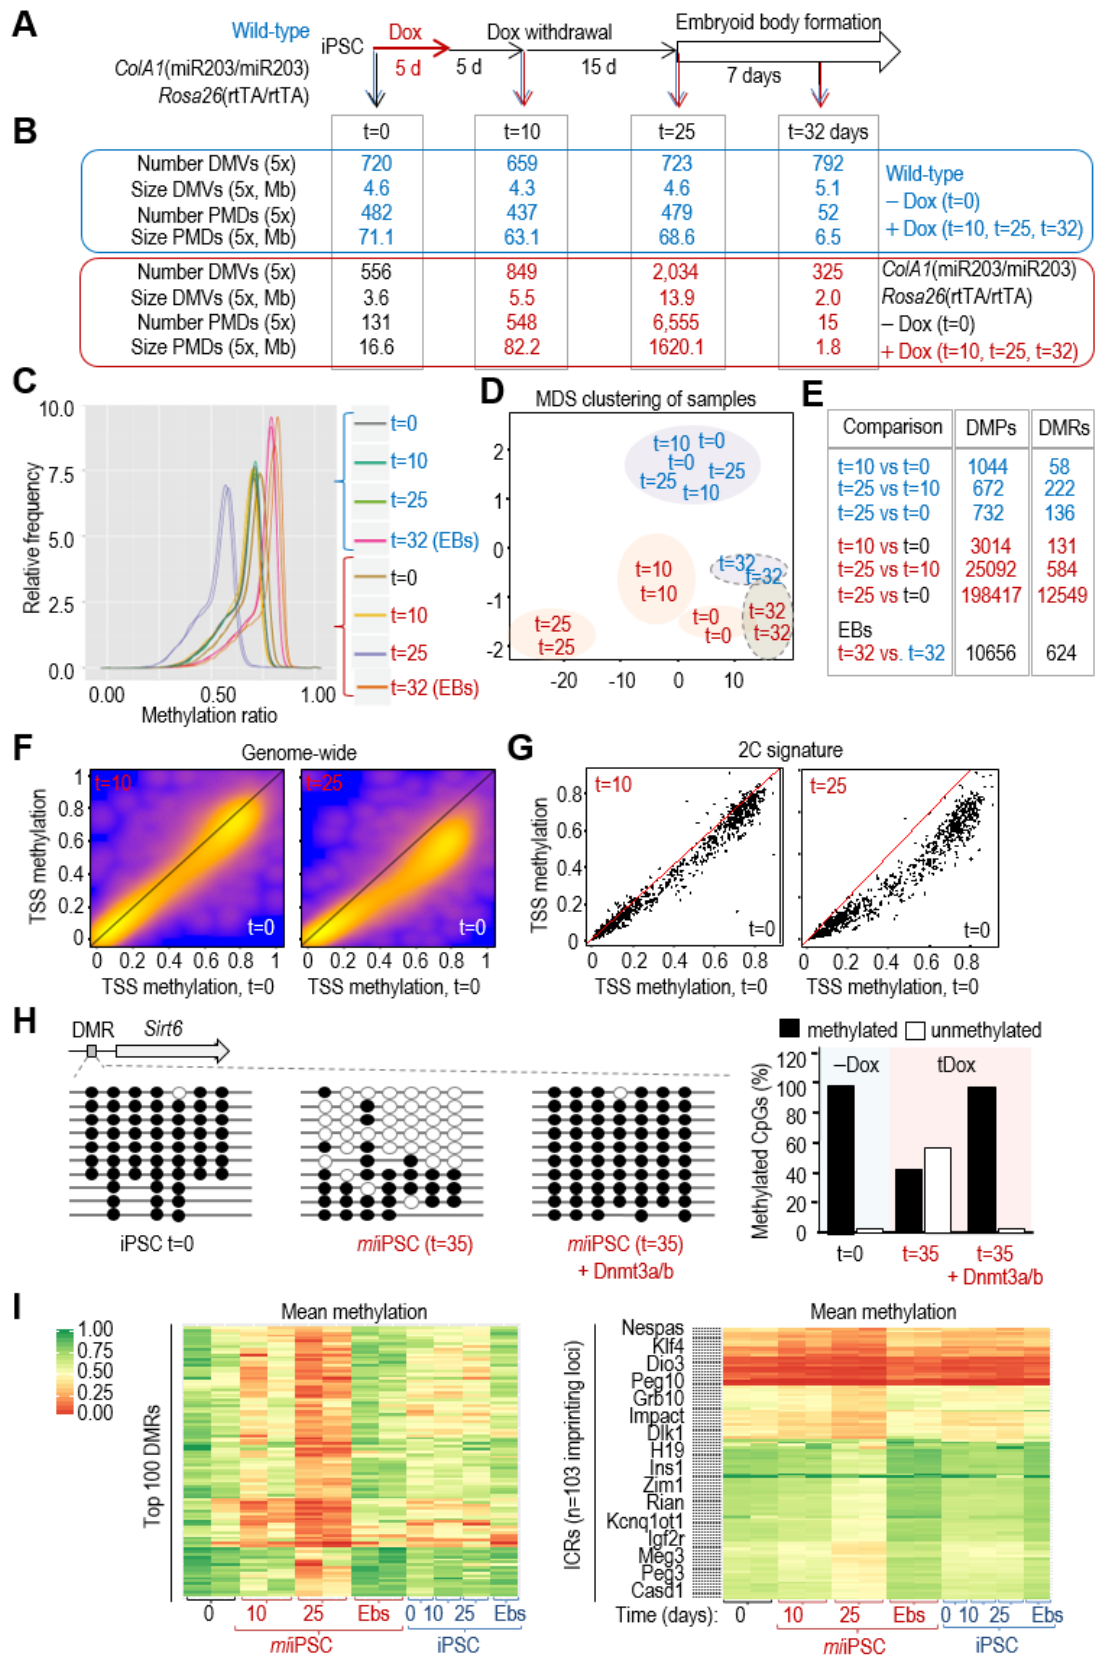 A
Wild-type
ColA1(miR203/miR203)
Rosa26(rtTA/rtTA)
iPSC
Dox
5 d
5 d
Dox withdrawal
15 d
Embryoid body formation
7 days
B
t=0 t=10 t=25 t=32 days
Number DMVs (5x) 720 659 723 792
Size DMVs (5x, Mb) 4.6 4.3 4.6 5.1
Number PMDs (5x) 482 437 479 52
Size PMDs (5x, Mb) 71.1 63.1 68.6 6.5
Wild-type
– Dox (t=0)
+ Dox (t=10, t=25, t=32)
Number DMVs (5x) 556 849 2,034 325
Size DMVs (5x, Mb) 3.6 5.5 13.9 2.0
Number PMDs (5x) 131 548 6,555 15
Size PMDs (5x, Mb) 16.6 82.2 1620.1 1.8
ColA1(miR203/miR203)
Rosa26(rtTA/rtTA)
– Dox (t=0)
+ Dox (t=10, t=25, t=32)
C
10.0
7.5
5.0
2.5
0.0
Relative frequency
0.00 0.50 1.00
Methylation ratio
t=0
t=10
t=25
t=32 (EBs)
t=0
t=10
t=25
t=32 (EBs)
D
MDS clustering of samples
2
1
0
-1
-2
-20 -10 0 10
t=10 t=0
t=0
t=25
t=25
t=10
t=32
t=32
t=10
t=10
t=0
t=0
t=32
t=32
t=25
t=25
E
Comparison DMPs DMRs
t=10 vs t=0 1044 58
t=25 vs t=10 672 222
t=25 vs t=0 732 136
t=10 vs t=0 3014 131
t=25 vs t=10 25092 584
t=25 vs t=0 198417 12549
EBs
t=32 vs. t=32 10656 624
F
Genome-wide
TSS methylation
1
0.8
0.6
0.4
0.2
0
t=10
t=0
0 0.2 0.4 0.6 0.8 1
TSS methylation, t=0
t=25
t=0
0 0.2 0.4 0.6 0.8 1
TSS methylation, t=0
G
2C signature
TSS methylation
0.8
0.6
0.4
0.2
0
t=10
t=0
0 0.2 0.4 0.6 0.8
TSS methylation, t=0
t=25
t=0
0 0.2 0.4 0.6 0.8
TSS methylation, t=0
H
DMR Sirt6
iPSC t=0
miiPSC (t=35)
miiPSC (t=35)
+ Dnmt3a/b
methylated unmethylated
Methylated CpGs (%)
120
100
80
60
40
20
0
–Dox tDox
t=0 t=35 t=35
+ Dnmt3a/b
I
1.00
0.75
0.50
0.25
0.00
Mean methylation
Top 100 DMRs
0 10 25 Ebs 0 10 25 Ebs
miiPSC iPSC
Mean methylation
ICRs (n=103 imprinting loci)
Nespas
Klf4
Dio3
Peg10
Grb10
Impact
Dlk1
H19
Ins1
Zim1
Rian
Kcnq1ot1
Igf2r
Meg3
Peg3
Casd1
Time (days): 0 10 25 Ebs 0 10 25 Ebs
miiPSC iPSC